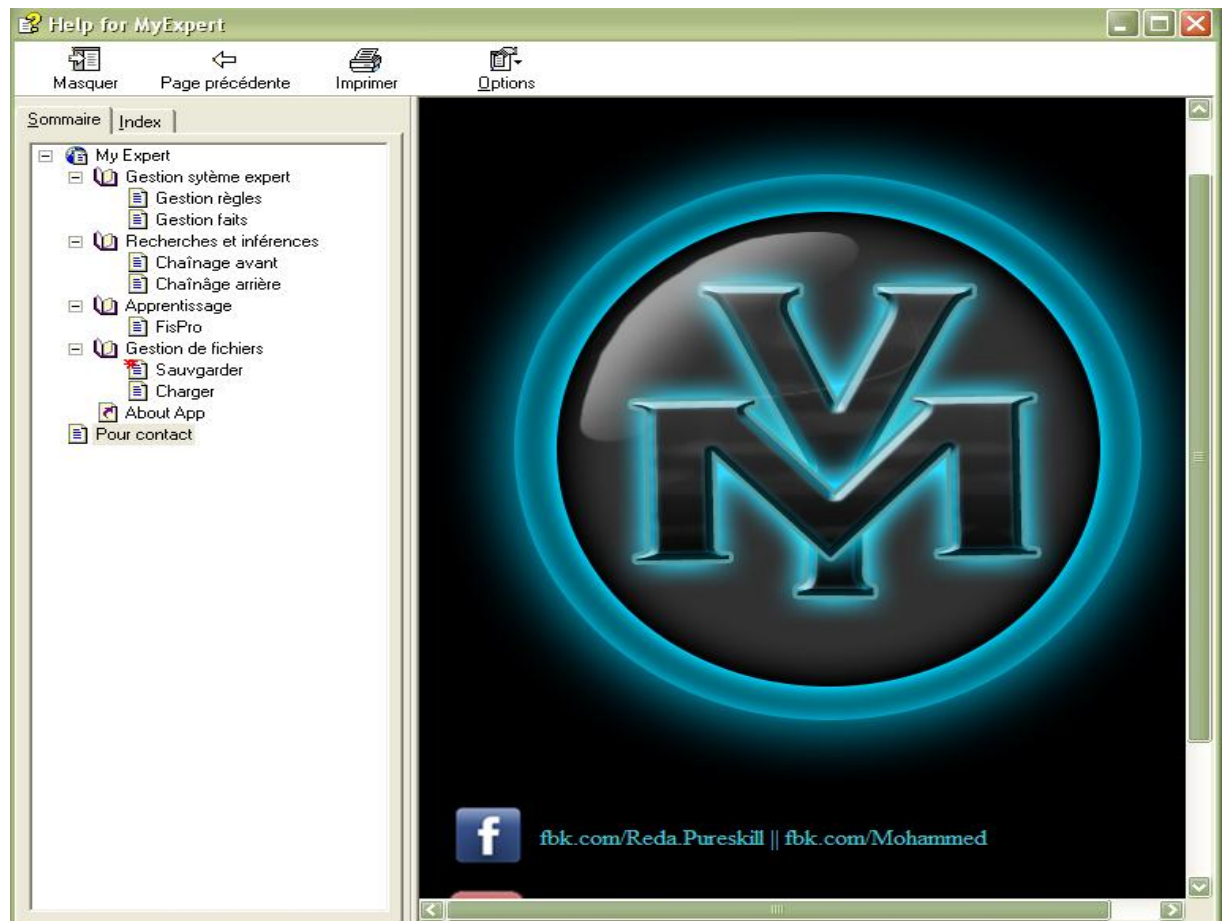 Help for MyExpert
Masquer Page précédente Imprimer Options
Sommaire Index
My Expert
Gestion sytème expert
Gestion règles
Gestion faits
Recherches et inférences
Chaînage avant
Chaînâge arrière
Apprentissage
FisPro
Gestion de fichiers
Sauvgarder
Charger
About App
Pour contact
YM
f
fbk.com/Reda.Pureskill || fbk.com/Mohammed